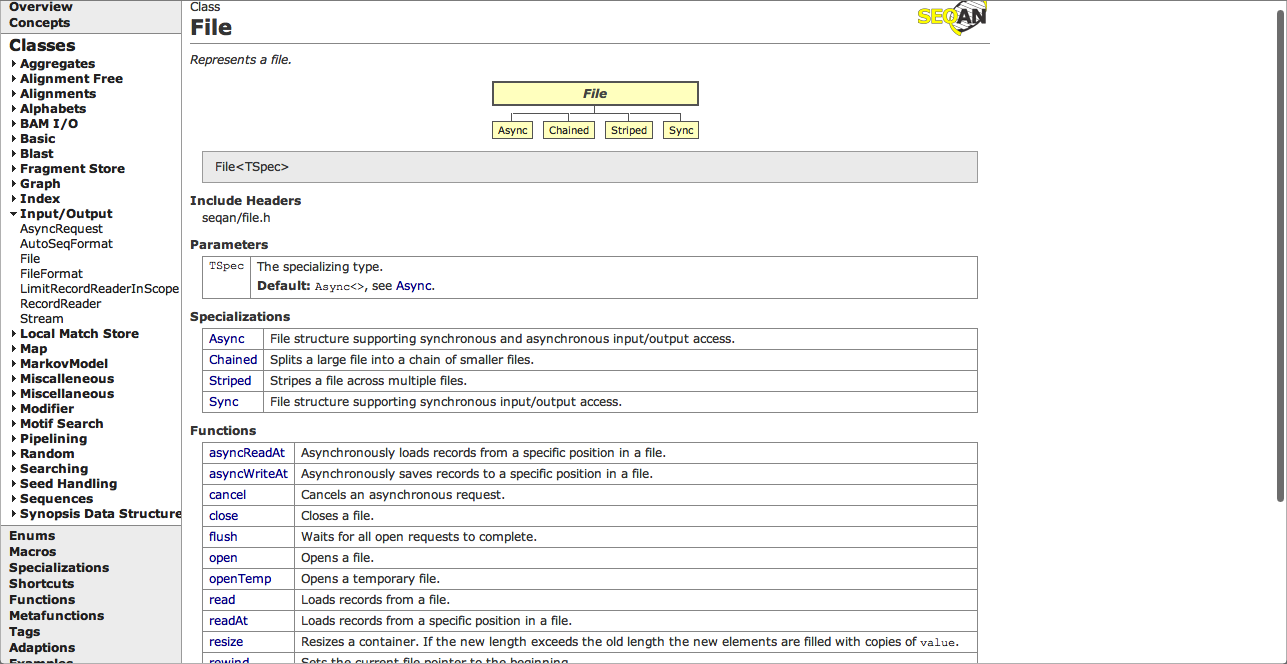 Overview
Concepts
Classes
Aggregates
Alignment Free
Alignments
Alphabets
BAM I/O
Basic
Blast
Fragment Store
Graph
Index
Input/Output
AsyncRequest
AutoSeqFormat
File
FileFormat
LimitRecordReaderInScope
RecordReader
Stream
Local Match Store
Map
MarkovModel
Miscalleneous
Miscellaneous
Modifier
Motif Search
Pipelining
Random
Searching
Seed Handling
Sequences
Synopsis Data Structure
Enums
Macros
Specializations
Shortcuts
Functions
Metafunctions
Tags
Adaptions
Examples
Class
File
SEQAN
Represents a file.
File
Async Chained Striped Sync
File<TSpec>
Include Headers
seqan/file.h
Parameters
TSpec The specializing type.
Default: Async<>, see Async.
Specializations
Async File structure supporting synchronous and asynchronous input/output access.
Chained Splits a large file into a chain of smaller files.
Striped Stripes a file across multiple files.
Sync File structure supporting synchronous input/output access.
Functions
asyncReadAt Asynchronously loads records from a specific position in a file.
asyncWriteAt Asynchronously saves records to a specific position in a file.
cancel Cancels an asynchronous request.
close Closes a file.
flush Waits for all open requests to complete.
open Opens a file.
openTemp Opens a temporary file.
read Loads records from a file.
readAt Loads records from a specific position in a file.
resize Resizes a container. If the new length exceeds the old length the new elements are filled with copies of value.
rewind Sets the current file pointer to the beginning.